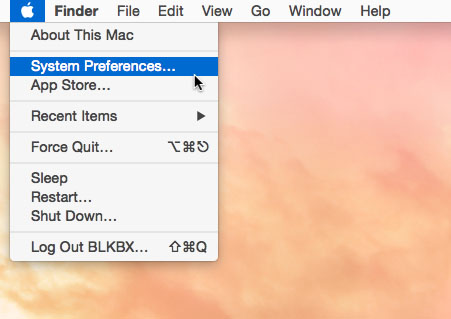 Finder File Edit View Go Window Help
About This Mac
System Preferences...
App Store...
Recent Items ▶
Force Quit... ⌥⌘⎋
Sleep
Restart...
Shut Down...
Log Out BLKBX... ⇧⌘Q